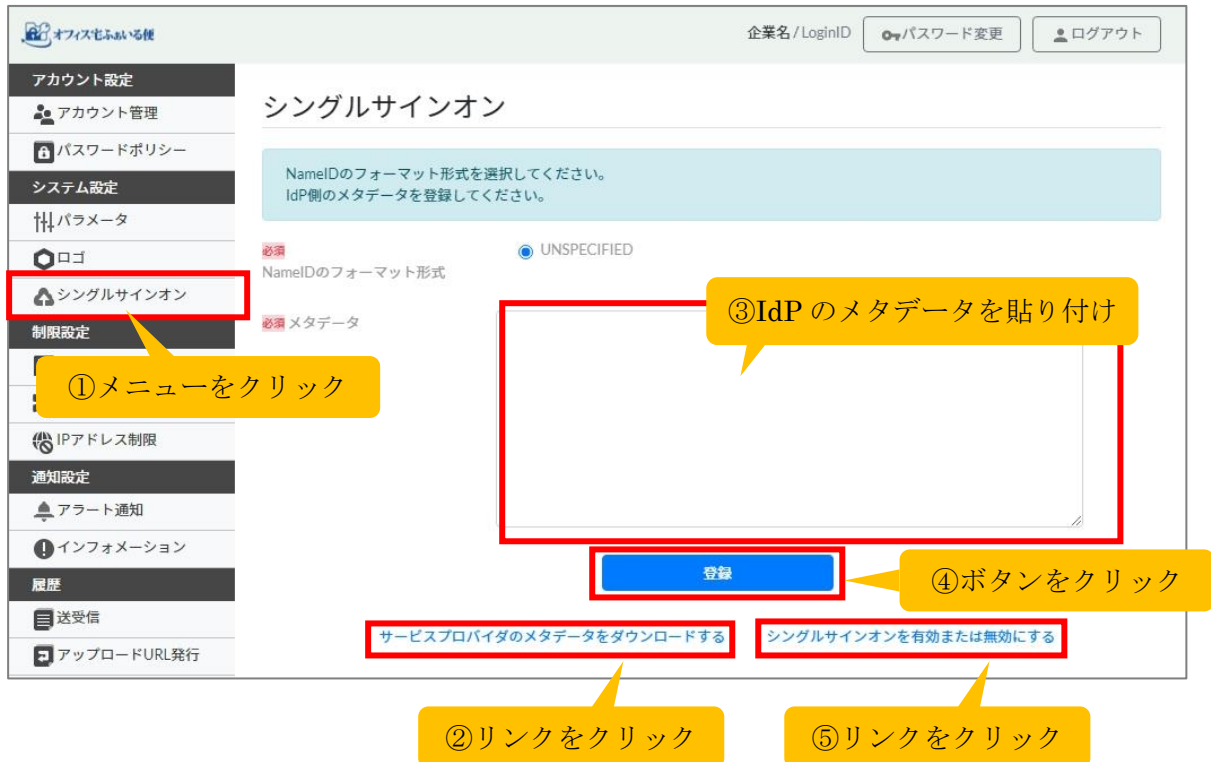 オフィス宅ふぁいる便
企業名/LoginID
パスワード変更
ログアウト
アカウント設定
アカウント管理
パスワードポリシー
システム設定
パラメータ
ロゴ
シングルサインオン
制限設定
IPアドレス制限
通知設定
アラート通知
インフォメーション
履歴
送受信
アップロードURL発行
シングルサインオン
NameIDのフォーマット形式を選択してください。
IdP側のメタデータを登録してください。
必須
NameIDのフォーマット形式
UNSPECIFIED
必須 メタデータ
登録
サービスプロバイダのメタデータをダウンロードする
シングルサインオンを有効または無効にする
①メニューをクリック
③IdP のメタデータを貼り付け
④ボタンをクリック
②リンクをクリック
⑤リンクをクリック